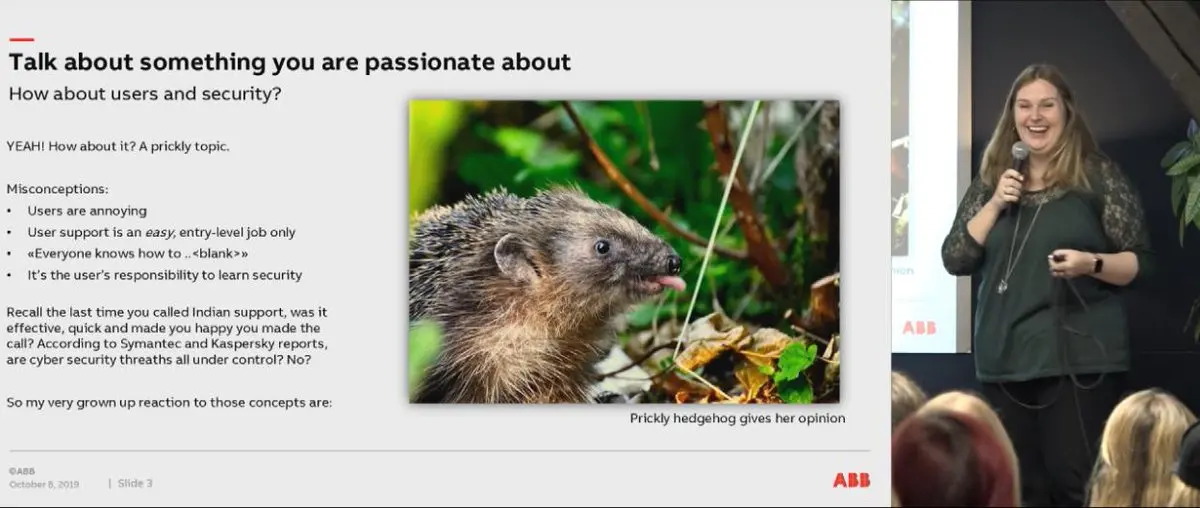 Talk about something you are passionate about
How about users and security?
YEAH! How about it? A prickly topic.
Misconceptions:
• Users are annoying
• User support is an easy, entry-level job only
• «Everyone knows how to ..<blank>»
• It's the user's responsibility to learn security
Recall the last time you called Indian support, was it
effective, quick and made you happy you made the
call? According to Symantec and Kaspersky reports,
are cyber security threaths all under control? No?
So my very grown up reaction to those concepts are:
Prickly hedgehog gives her opinion
©ABB
October 8, 2019 | Slide 3
ABB
ABB